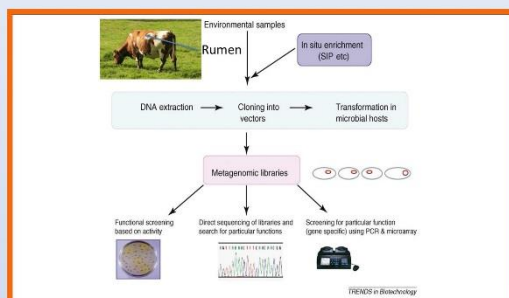 Environmental samples
Rumen
In situ enrichment
(SIP etc)
DNA extraction
Cloning into
vectors
Transformation in
microbial hosts
Metagenomic libraries
Functional screening
based on activity
Direct sequencing of libraries and
search for particular functions
Screening for particular function
(gene specific) using PCR & microarray
TRENDS in Biotechnology